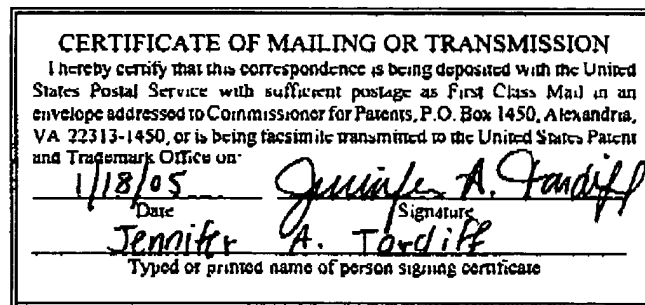 CERTIFICATE OF MAILING OR TRANSMISSION
I hereby certify that this correspondence is being deposited with the United
States Postal Service with sufficient postage as First Class Mail in an
envelope addressed to Commissioner for Patents, P.O. Box 1450, Alexandria,
VA 22313-1450, or is being facsimile transmitted to the United States Patent
and Trademark Office on:
1/18/05 Jennifer A. Tardiff
Date Signature
Jennifer A. Tardiff
Typed or printed name of person signing certificate